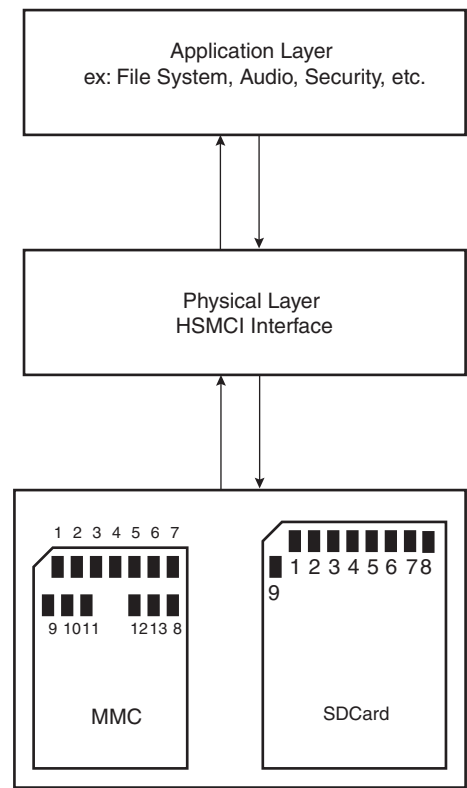 Application Layer
ex: File System, Audio, Security, etc.
Physical Layer
HSMCI Interface
1 2 3 4 5 6 7
9 10 11 12 13 8
MMC
1 2 3 4 5 6 7 8
9
SDCard